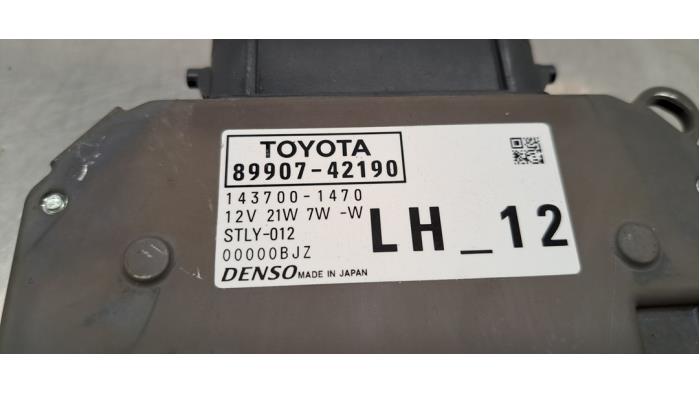 TOYOTA
89907-42190
143700-1470
12V 21W 7W -W
STLY-012
00000BJZ
LH_12
DENSO MADE IN JAPAN